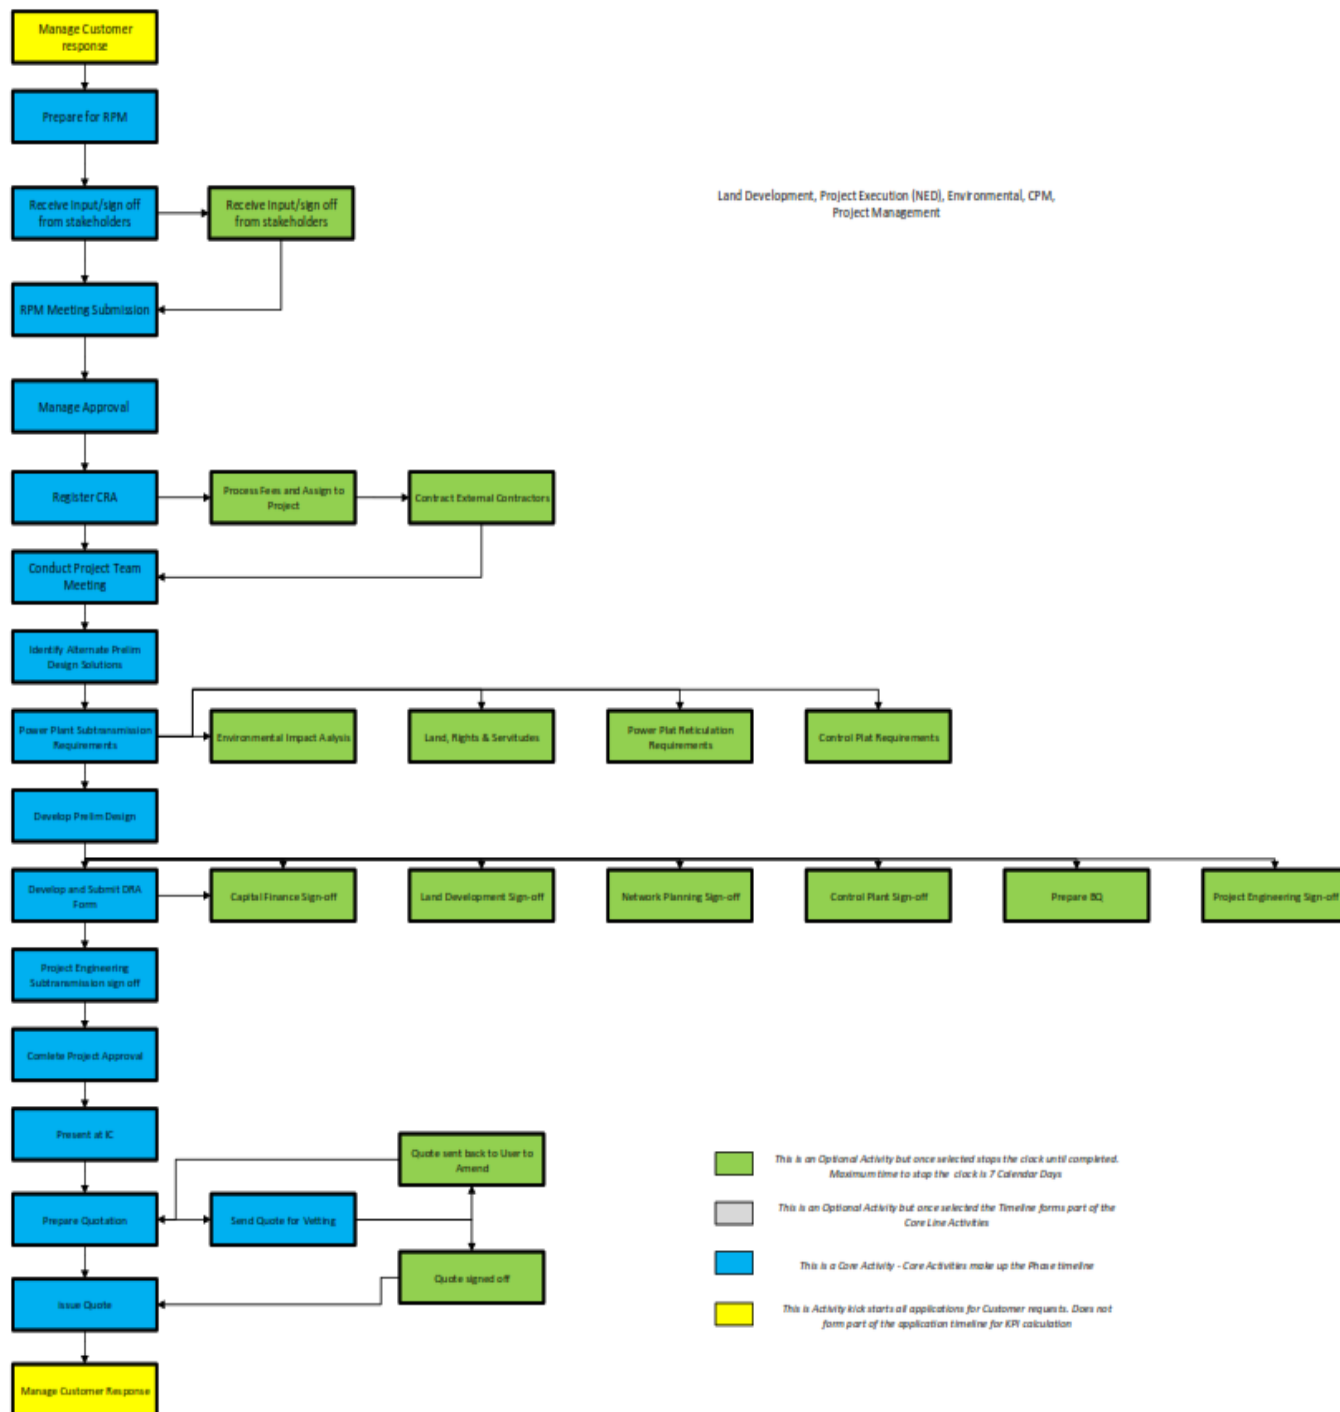 Manage Customer
response
Prepare for RPM
Receive Input/sign off
from stakeholders
Receive Input/sign off
from stakeholders
Land Development, Project Execution (NED), Environmental, CPM,
Project Management
RPM Meeting Submission
Manage Approval
Register CRA
Process Fees and Assign to
Project
Contract External Contractors
Conduct Project Team
Meeting
Identify Alternate Prelim
Design Solutions
Power Plant Subtransmission
Requirements
Environmental Impact Aalysis
Land, Rights & Servitudes
Power Plat Reticulation
Requirements
Control Plat Requirements
Develop Prelim Design
Develop and Submit DRA
Form
Capital Finance Sign-off
Land Development Sign-off
Network Planning Sign-off
Control Plant Sign-off
Prepare BQ
Project Engineering Sign-off
Project Engineering
Subtransmission sign off
Comlete Project Approval
Present at IC
Quote sent back to User to
Amend
Prepare Quotation
Send Quote for Vetting
Quote signed off
Issue Quote
Manage Customer Response
This is an Optional Activity but once selected stops the clock until completed.
Maximum time to stop the clock is 7 Calendar Days
This is an Optional Activity but once selected the Timeline forms part of the
Core Line Activities
This is a Core Activity - Core Activities make up the Phase timeline
This is Activity kick starts all applications for Customer requests. Does not
form part of the application timeline for KPI calculation